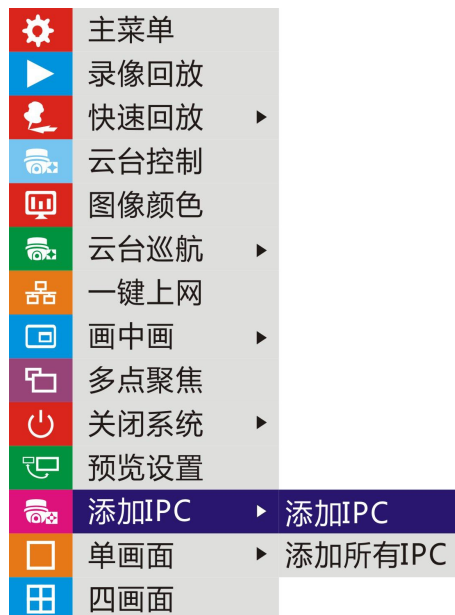 主菜单
录像回放
快速回放
云台控制
图像颜色
云台巡航
一键上网
画中画
多点聚焦
关闭系统
预览设置
添加IPC
添加IPC
单画面
添加所有IPC
四画面